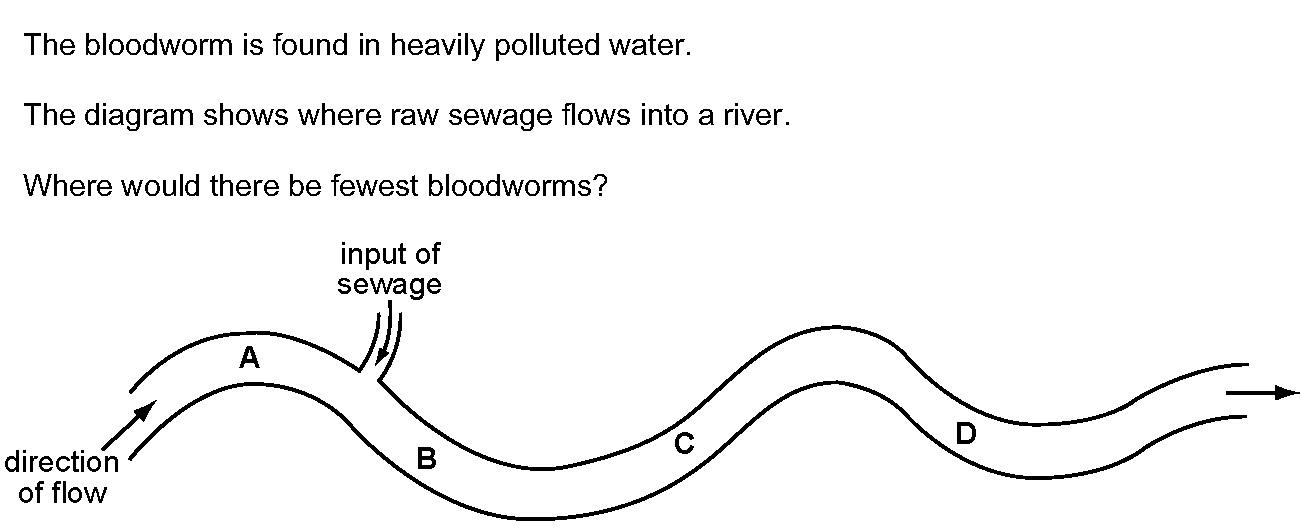 The bloodworm is found in heavily polluted water.
The diagram shows where raw sewage flows into a river.
Where would there be fewest bloodworms?
input of
sewage
A
B
C
D
direction
of flow